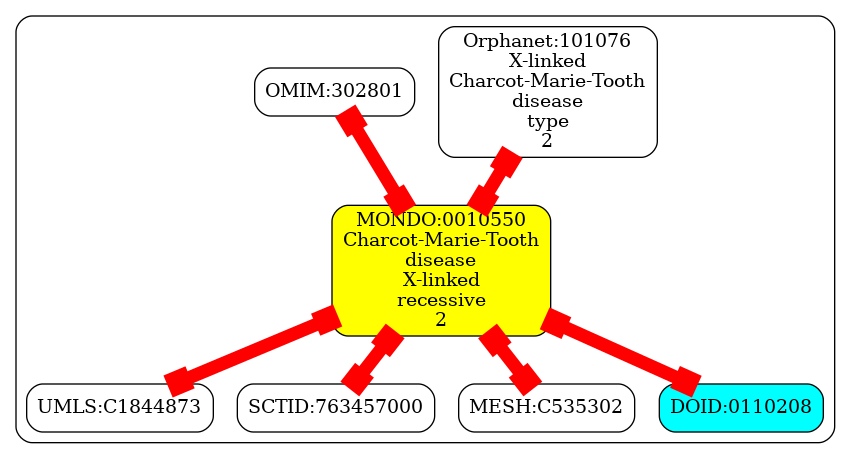 Orphanet:101076
X-linked
Charcot-Marie-Tooth
disease
type
2
OMIM:302801
MONDO:0010550
Charcot-Marie-Tooth
disease
X-linked
recessive
2
UMLS:C1844873
SCTID:763457000
MESH:C535302
DOID:0110208